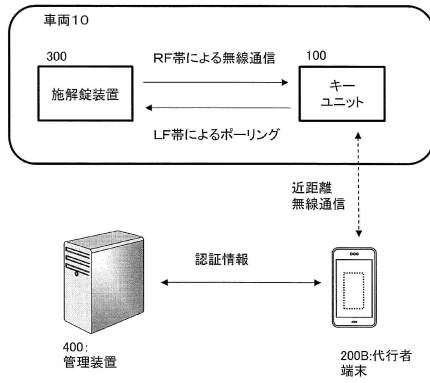 車両10
300
施解錠装置
RF帯による無線通信
LF帯によるポーリング
100
キー
ユニット
近距離
無線通信
認証情報
400:
管理装置
200B:代行者
端末